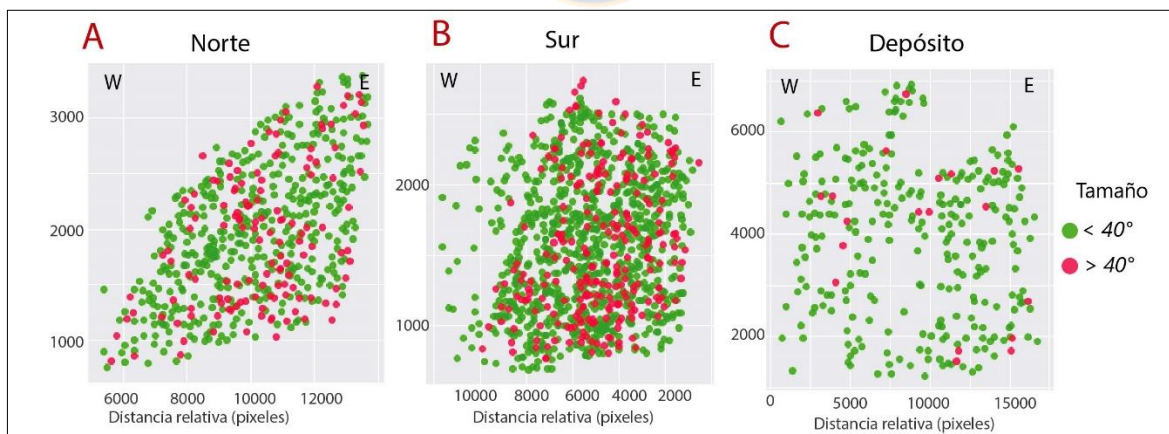 A Norte
W E
3000
2000
1000
6000 8000 10000 12000
Distancia relativa (pixeles)
B Sur
W E
2000
1000
10000 8000 6000 4000 2000
Distancia relativa (pixeles)
C Depósito
W E
6000
4000
2000
0 5000 10000 15000
Distancia relativa (pixeles)
Tamaño
< 40°
> 40°